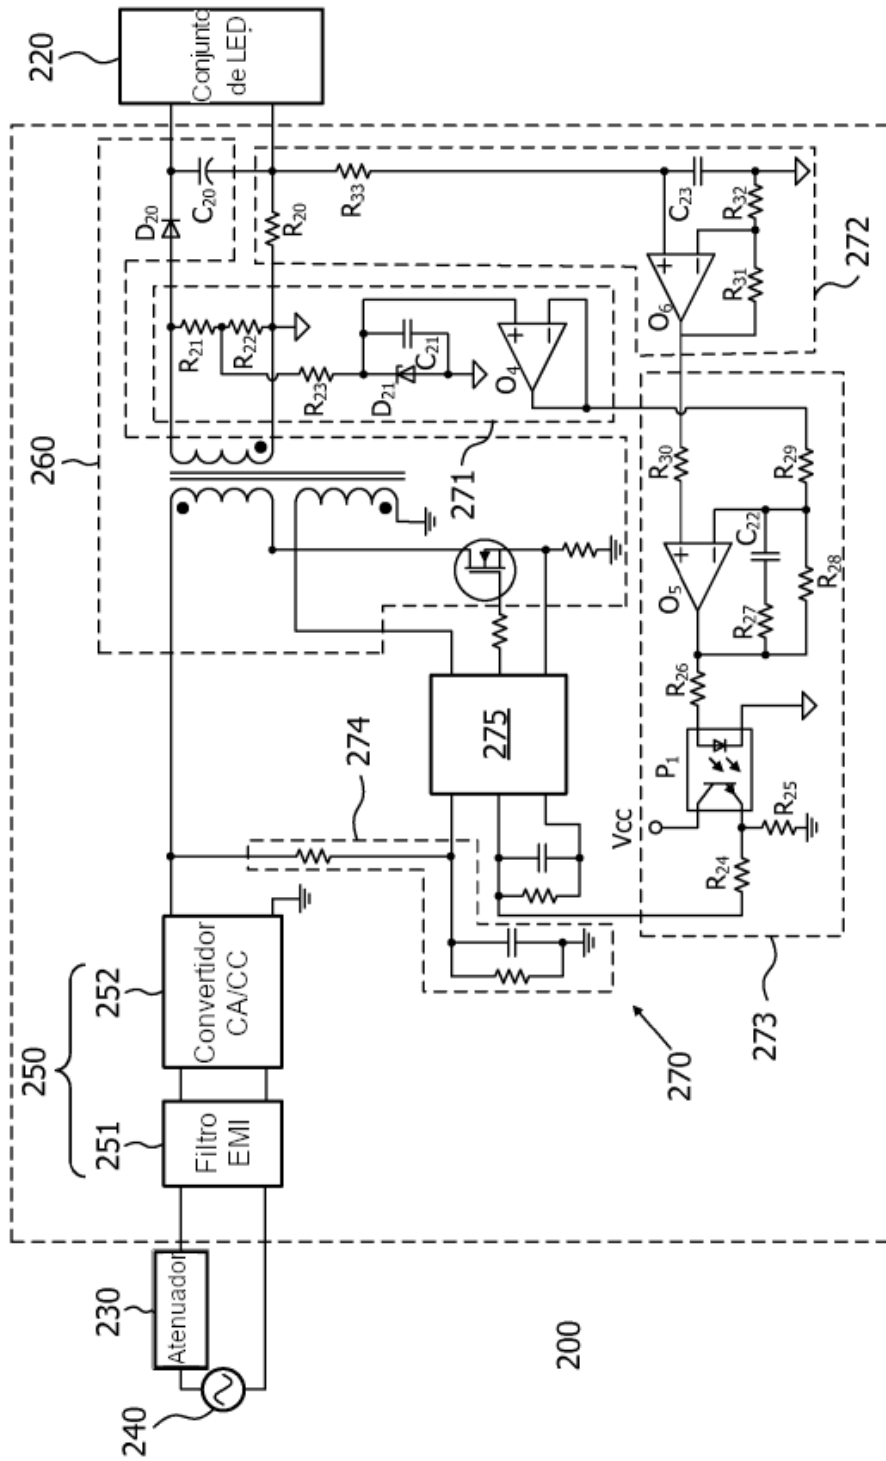 250
240
230
Atenuador
251
Filtro
EMI
252
Convertidor
CA/CC
260
220
Conjunto
de LED
D20
C20
R20
R21
R22
R33
274
R23
D21
C21
271
O4
275
272
O6
C23
R31
R32
270
Vcc
P1
R26
O5
R30
R24
R25
R27
C22
R28
R29
273
200